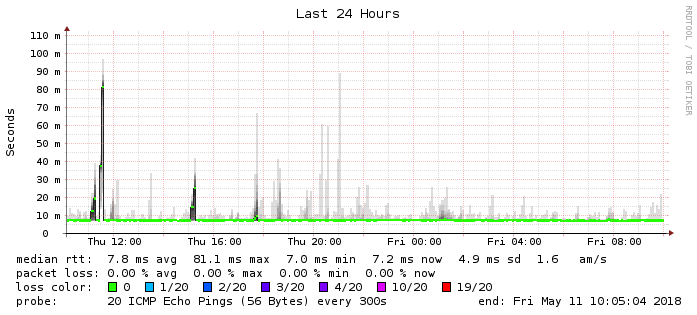 Last 24 Hours
RRDTOOL / TOBI OETIKER
Seconds
110 m
100 m
90 m
80 m
70 m
60 m
50 m
40 m
30 m
20 m
10 m
0
Thu 12:00 Thu 16:00 Thu 20:00 Fri 00:00 Fri 04:00 Fri 08:00
median rtt: 7.8 ms avg 81.1 ms max 7.0 ms min 7.2 ms now 4.9 ms sd 1.6 am/s
packet loss: 0.00 % avg 0.00 % max 0.00 % min 0.00 % now
loss color: 0 1/20 2/20 3/20 4/20 10/20 19/20
probe: 20 ICMP Echo Pings (56 Bytes) every 300s end: Fri May 11 10:05:04 2018